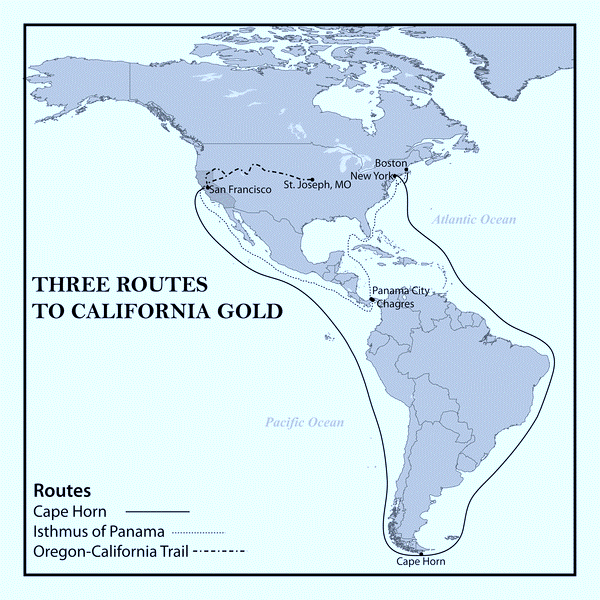 Boston
New York
San Francisco
St. Joseph, MO
Atlantic Ocean
THREE ROUTES
TO CALIFORNIA GOLD
Panama City
Chagres
Pacific Ocean
Routes
Cape Horn
Isthmus of Panama
Oregon-California Trail
Cape Horn